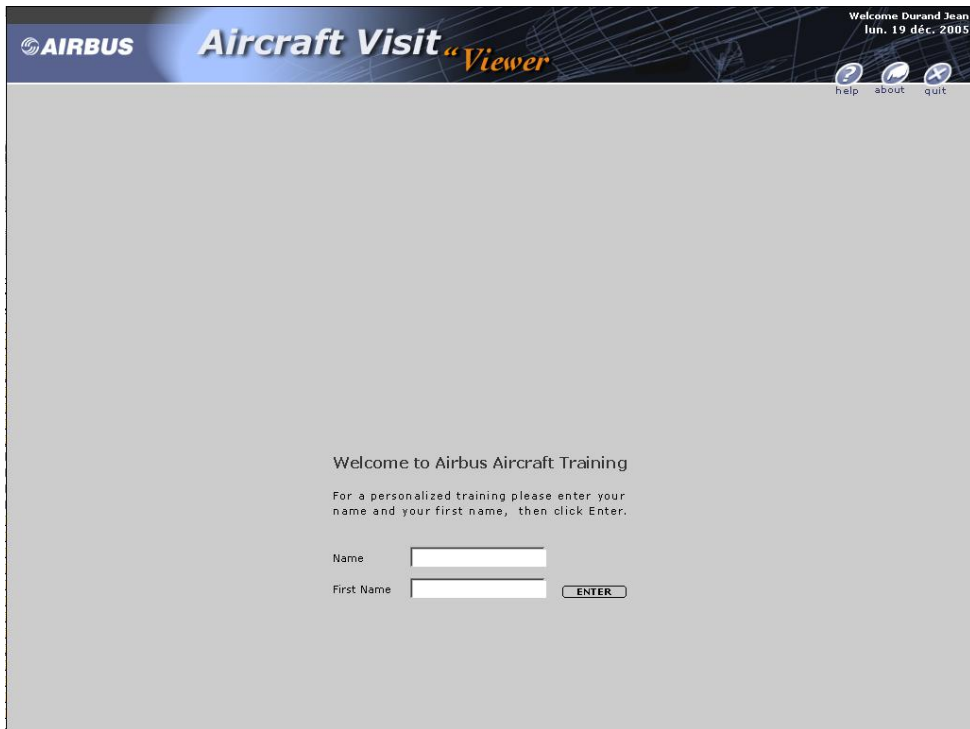 AIRBUS
Aircraft Visit "Viewer
Welcome Durand Jean
lun. 19 déc. 2005
?
help about quit
Welcome to Airbus Aircraft Training
For a personalized training please enter your
name and your first name, then click Enter.
Name
First Name ENTER